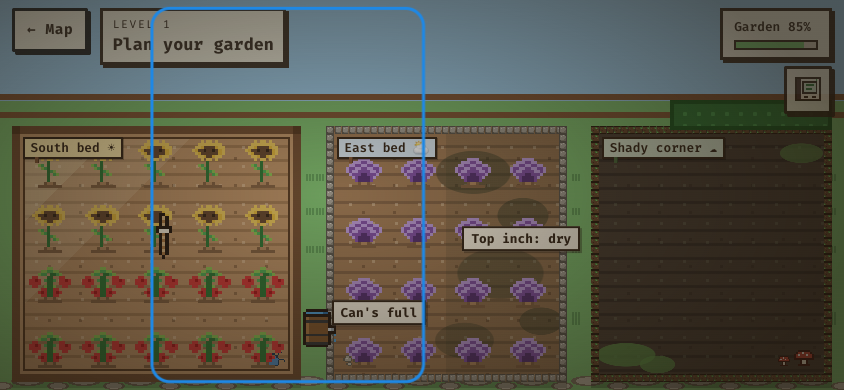 ← Map
LEVEL 1
Plan your garden
Garden 85%
South bed ☀
East bed ⛅
Shady corner ☁
Top inch: dry
Can's full